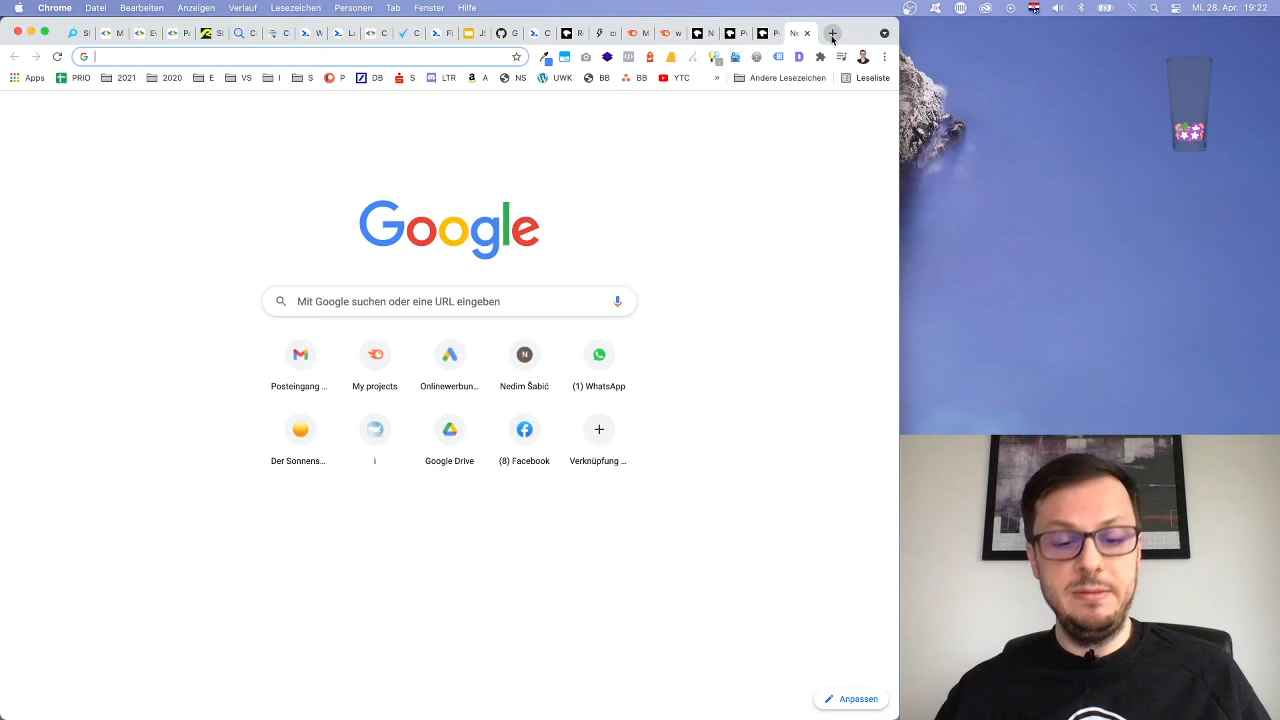 Chrome Datei Bearbeiten Anzeigen Verlauf Lesezeichen Personen Tab Fenster Hilfe Mi. 28. Apr. 19:22
Apps PRIO 2021 2020 E VS I S P QB S LTR A NS UWK BB BB YTC » Andere Lesezeichen Leseliste
Google
Mit Google suchen oder eine URL eingeben
Posteingang ... My projects Onlinewerbun... Nedim Šabić (1) WhatsApp
Der Sonnens... i Google Drive (8) Facebook Verknüpfung ...
Anpassen